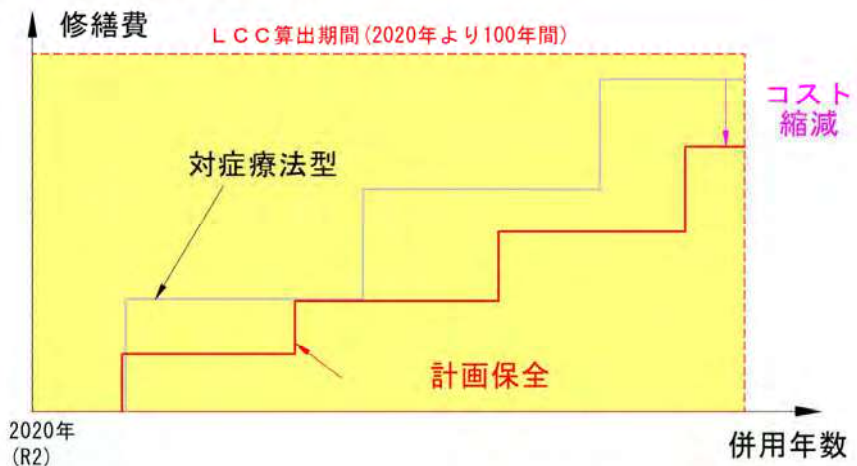 修繕費
LCC算出期間(2020年より100年間)
コスト
縮減
対症療法型
計画保全
2020年
(R2)
併用年数